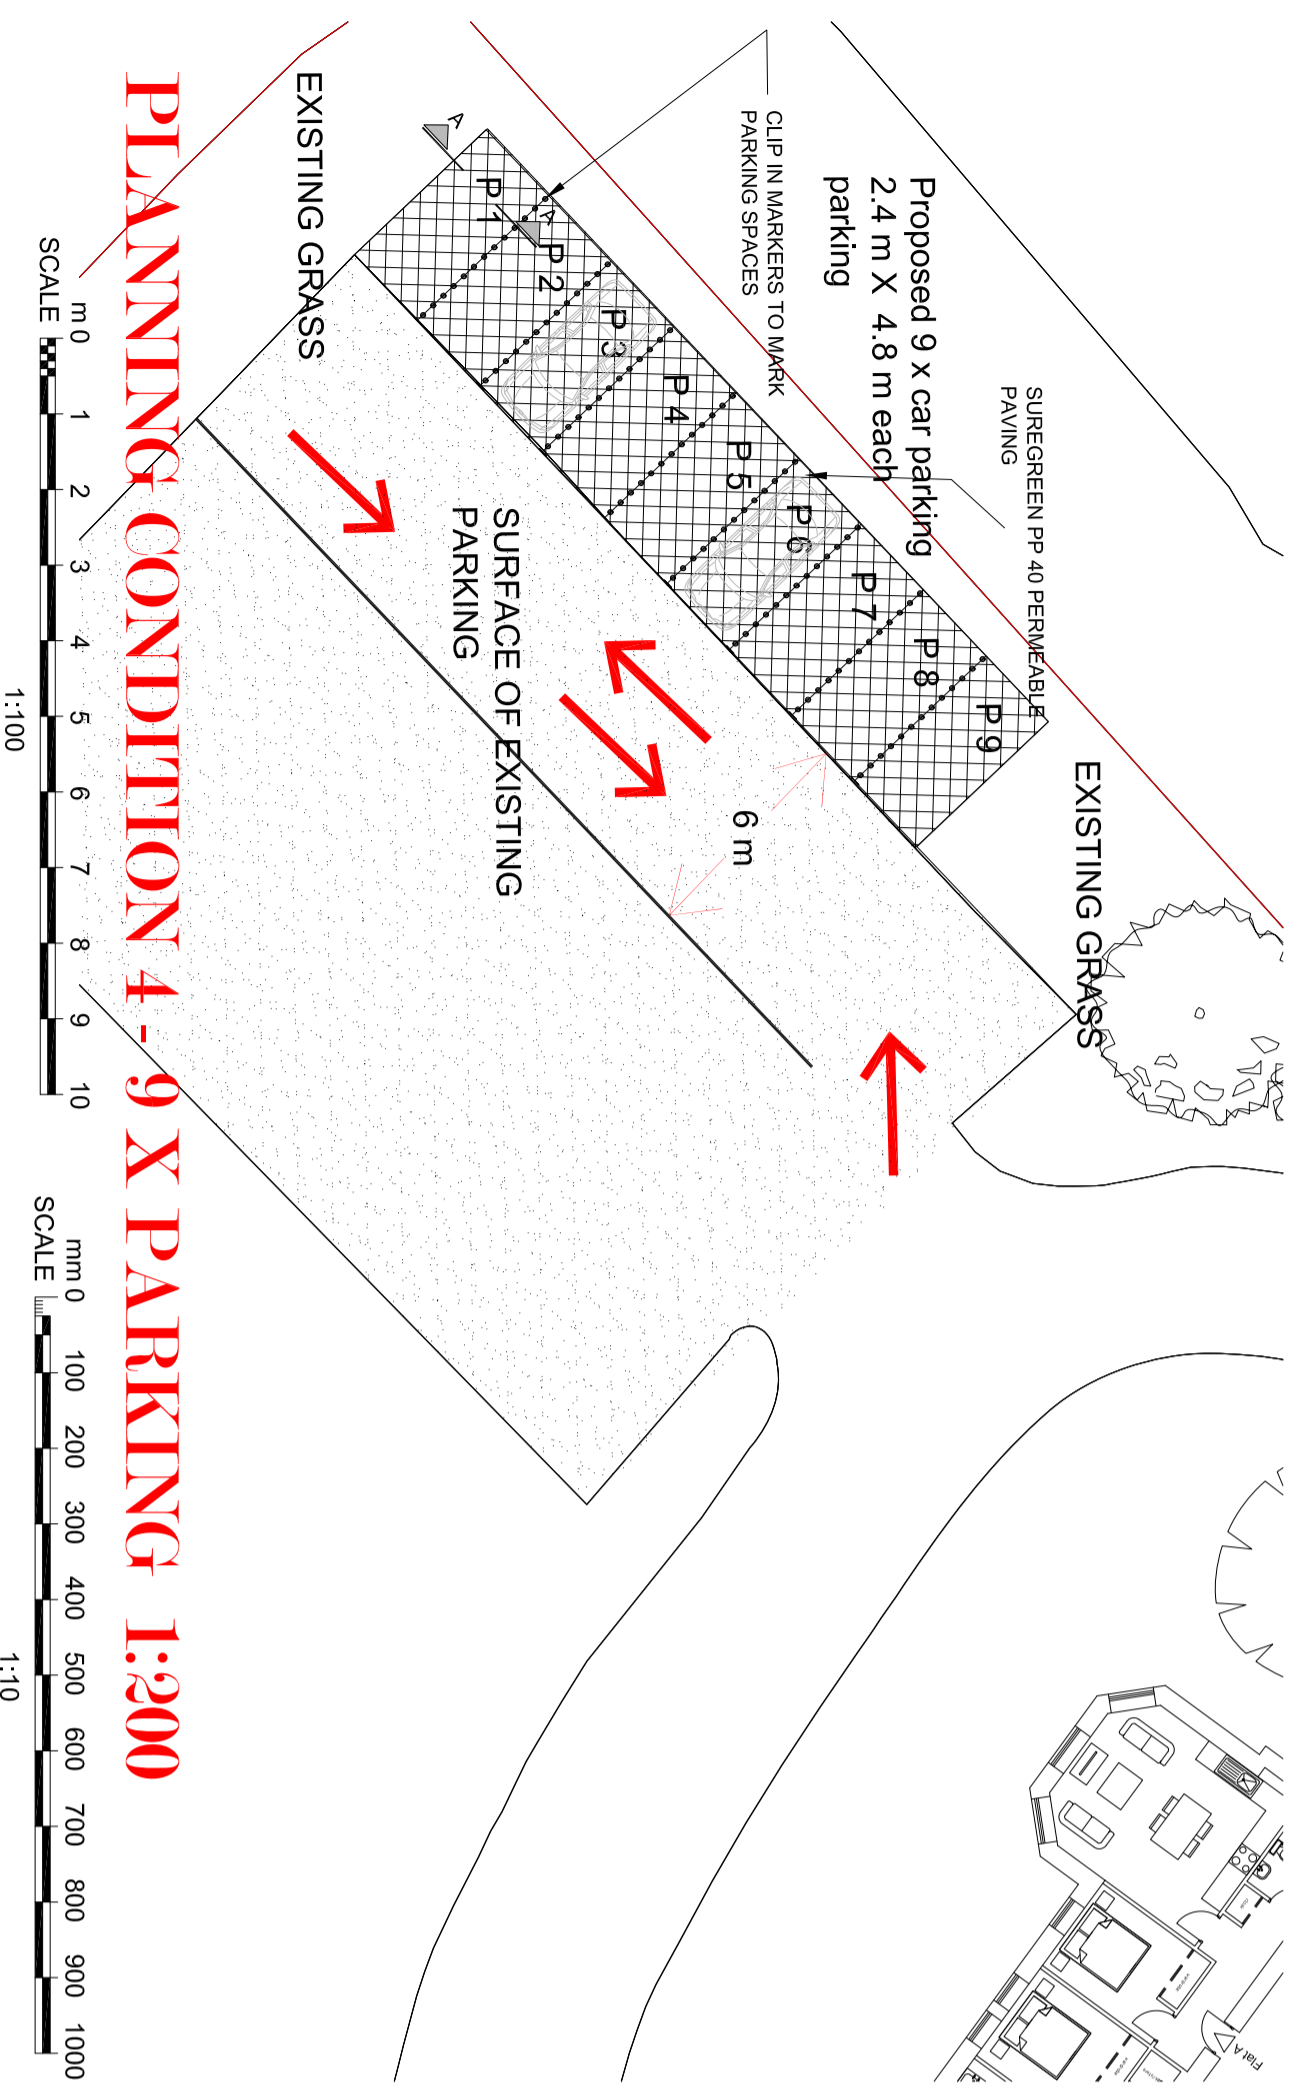 SUREGREEN PP 40 PERMEABLE
PAVING
Proposed 9 x car parking
2.4 m X 4.8 m each
parking
CLIP IN MARKERS TO MARK
PARKING SPACES
EXISTING GRASS
A
A
P 1
P 2
P 3
P 4
P 5
P 6
P 7
P 8
P 9
6 m
SURFACE OF EXISTING
PARKING
EXISTING GRASS
Flat A
PLANNING CONDITION 4 - 9 X PARKING 1:200
m 0 1 2 3 4 5 6 7 8 9 10
SCALE
1:100
mm 0 100 200 300 400 500 600 700 800 900 1000
SCALE
1:10